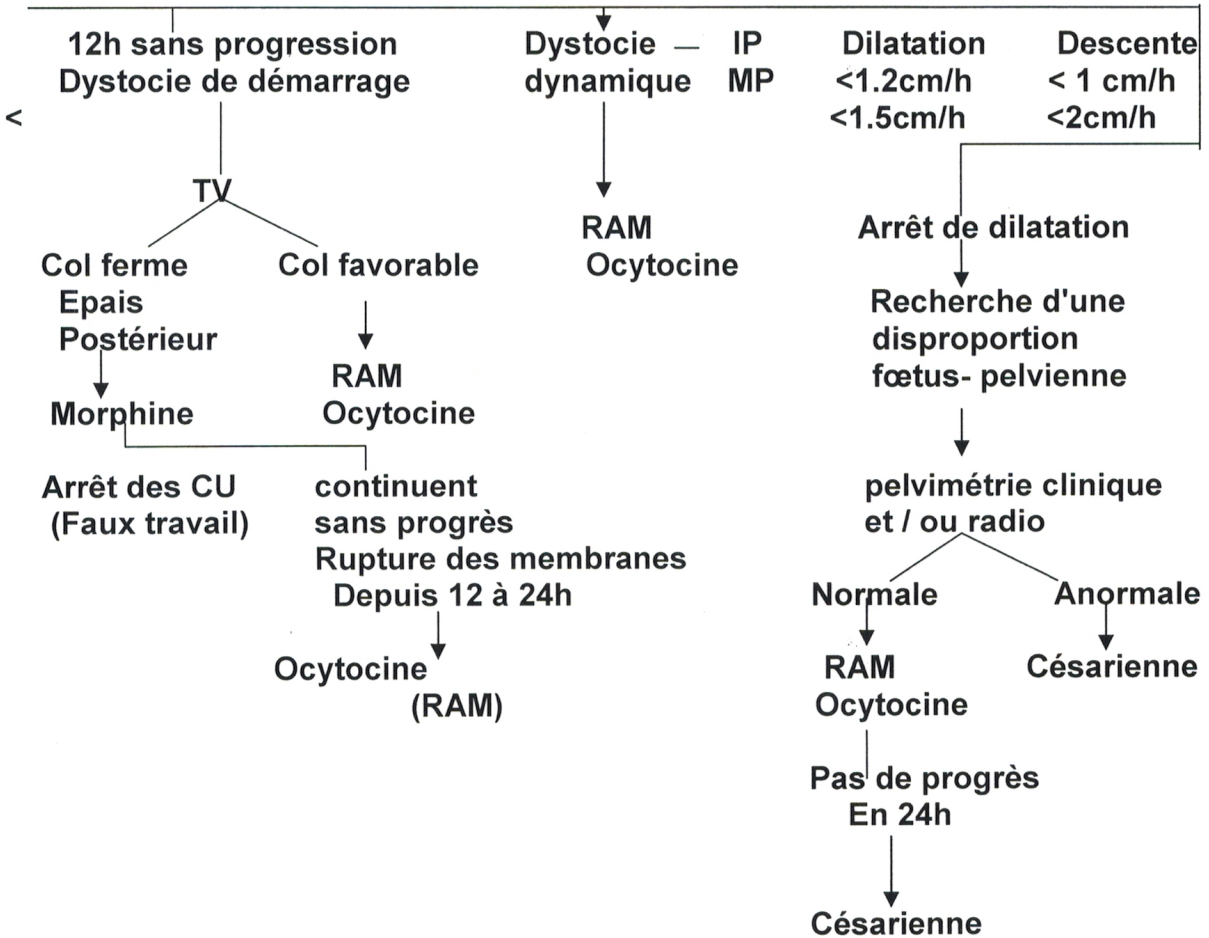 12h sans progression
Dystocie de démarrage
<
TV
Col ferme
Epais
Postérieur
Morphine
Arrêt des CU
(Faux travail)
continuent
sans progrès
Rupture des membranes
Depuis 12 à 24h
Ocytocine
(RAM)
Col favorable
RAM
Ocytocine
Dystocie — IP Dilatation Descente
dynamique MP <1.2cm/h < 1 cm/h
<1.5cm/h <2cm/h
RAM
Ocytocine
Arrêt de dilatation
Recherche d'une
disproportion
fœtus- pelvienne
pelvimétrie clinique
et / ou radio
Normale
RAM
Ocytocine
Pas de progrès
En 24h
Césarienne
Anormale
Césarienne